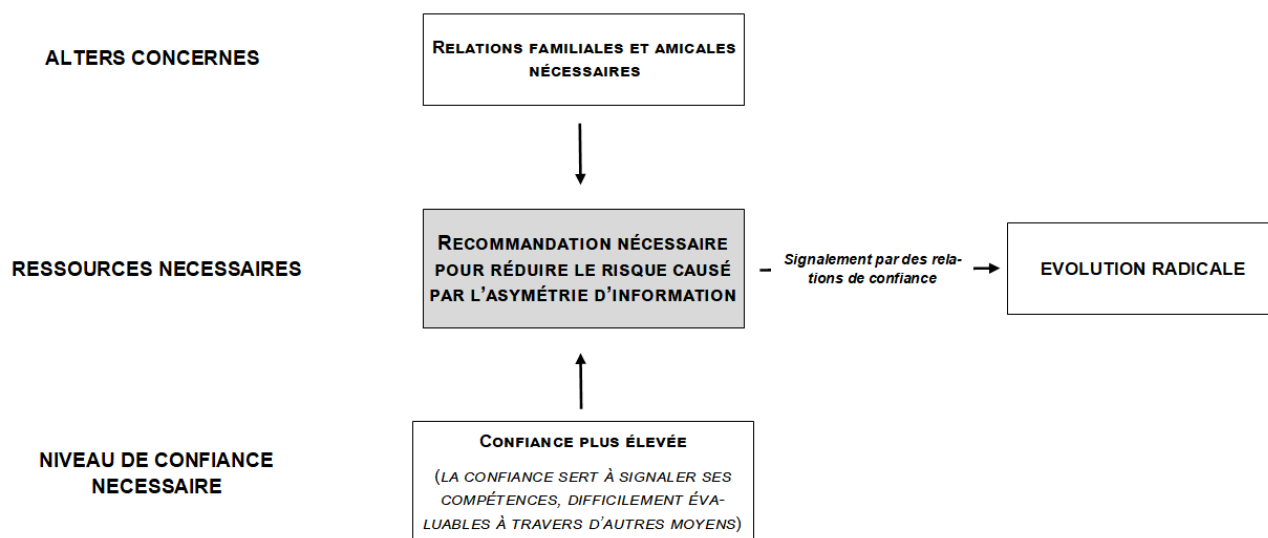 ALTERS CONCERNES
RELATIONS FAMILIALES ET AMICALES
NÉCESSAIRES
RESSOURCES NECESSAIRES
RECOMMANDATION NÉCESSAIRE
POUR RÉDUIRE LE RISQUE CAUSÉ
PAR L'ASYMÉTRIE D'INFORMATION
Signalement par des rela-
tions de confiance
EVOLUTION RADICALE
NIVEAU DE CONFIANCE
NECESSAIRE
CONFIANCE PLUS ÉLEVÉE
(LA CONFIANCE SERT À SIGNALER SES
COMPÉTENCES, DIFFICILEMENT ÉVA-
LUABLES À TRAVERS D'AUTRES MOYENS)